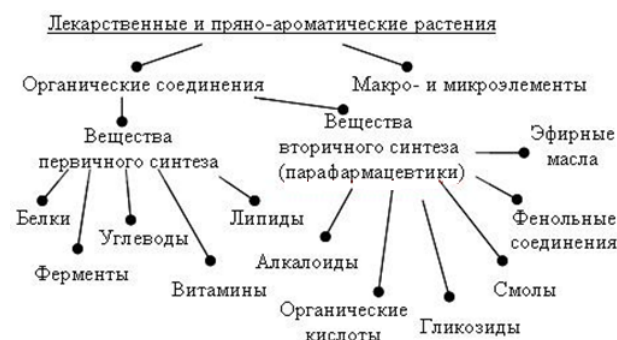 Лекарственные и пряно-ароматические растения
Органические соединения
Макро- и микроэлементы
Вещества
первичного синтеза
Вещества
вторичного синтеза
(парафармацевтики)
Эфирные
масла
Белки
Ферменты
Углеводы
Витамины
Липиды
Алкалоиды
Органические
кислоты
Гликозиды
Смолы
Фенольные
соединения